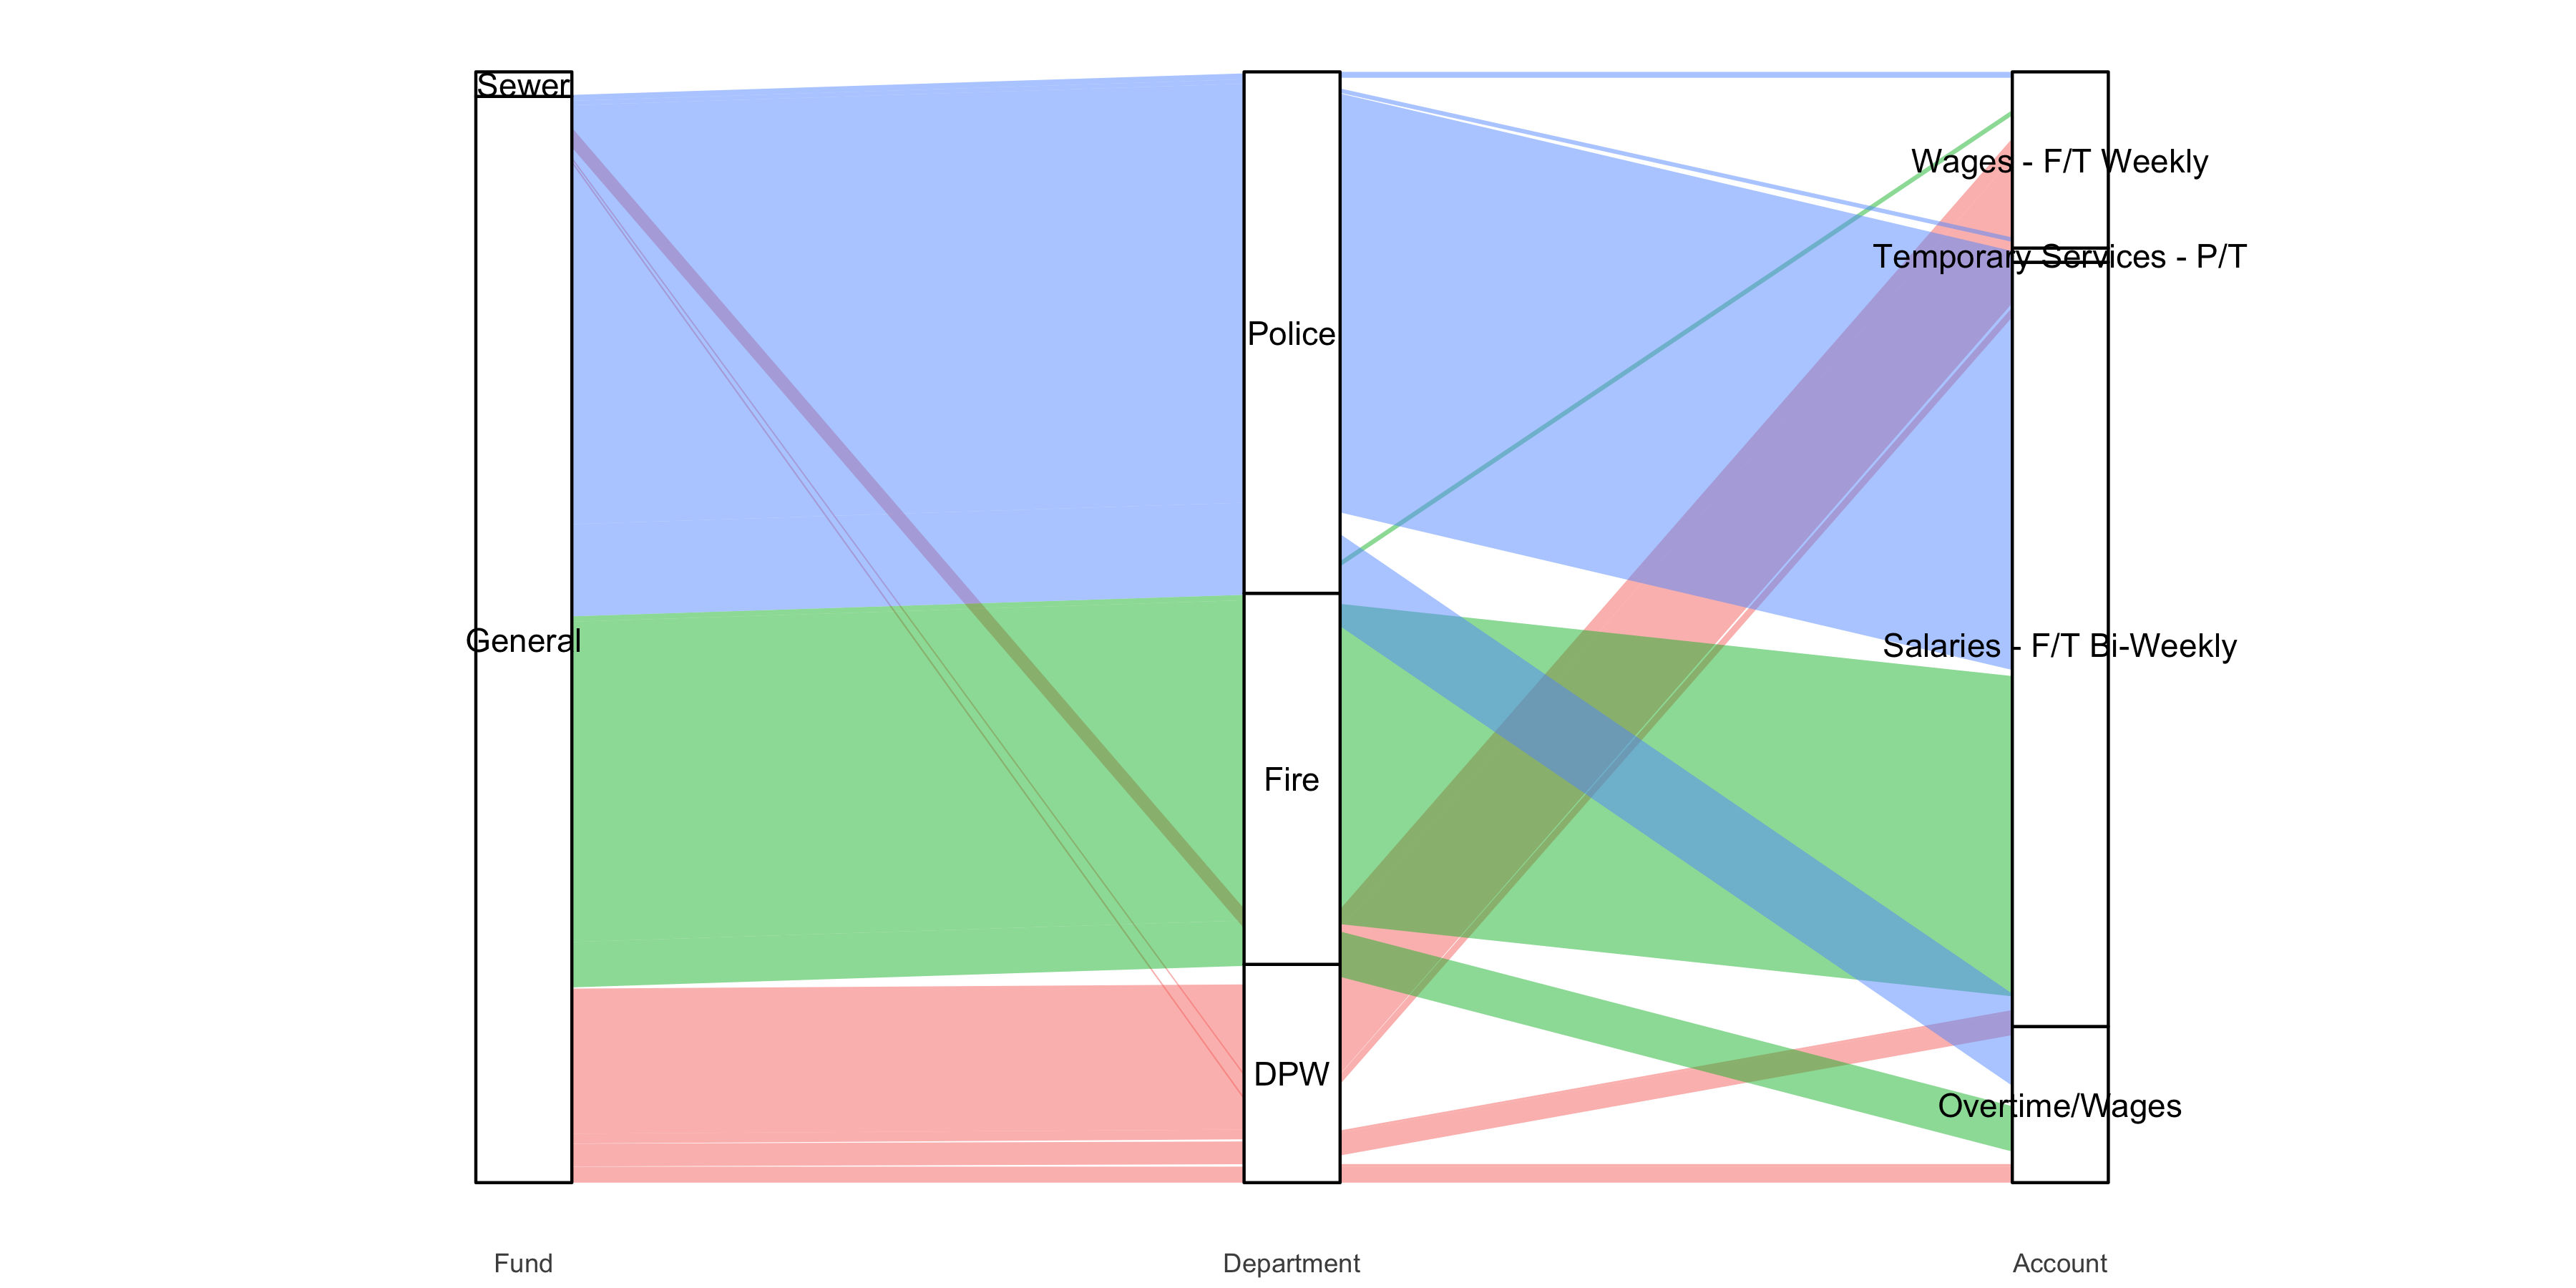 Sewer
General
Police
Fire
DPW
Wages - F/T Weekly
Temporary Services - P/T
Salaries - F/T Bi-Weekly
Overtime/Wages
Fund
Department
Account